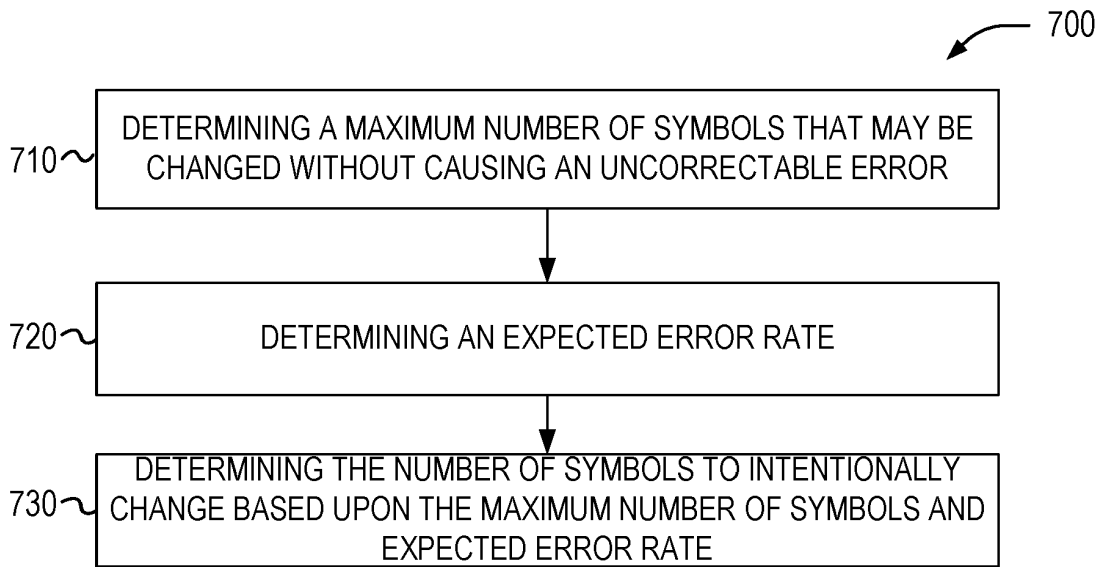 700
710
DETERMINING A MAXIMUM NUMBER OF SYMBOLS THAT MAY BE
CHANGED WITHOUT CAUSING AN UNCORRECTABLE ERROR
720
DETERMINING AN EXPECTED ERROR RATE
730
DETERMINING THE NUMBER OF SYMBOLS TO INTENTIONALLY
CHANGE BASED UPON THE MAXIMUM NUMBER OF SYMBOLS AND
EXPECTED ERROR RATE